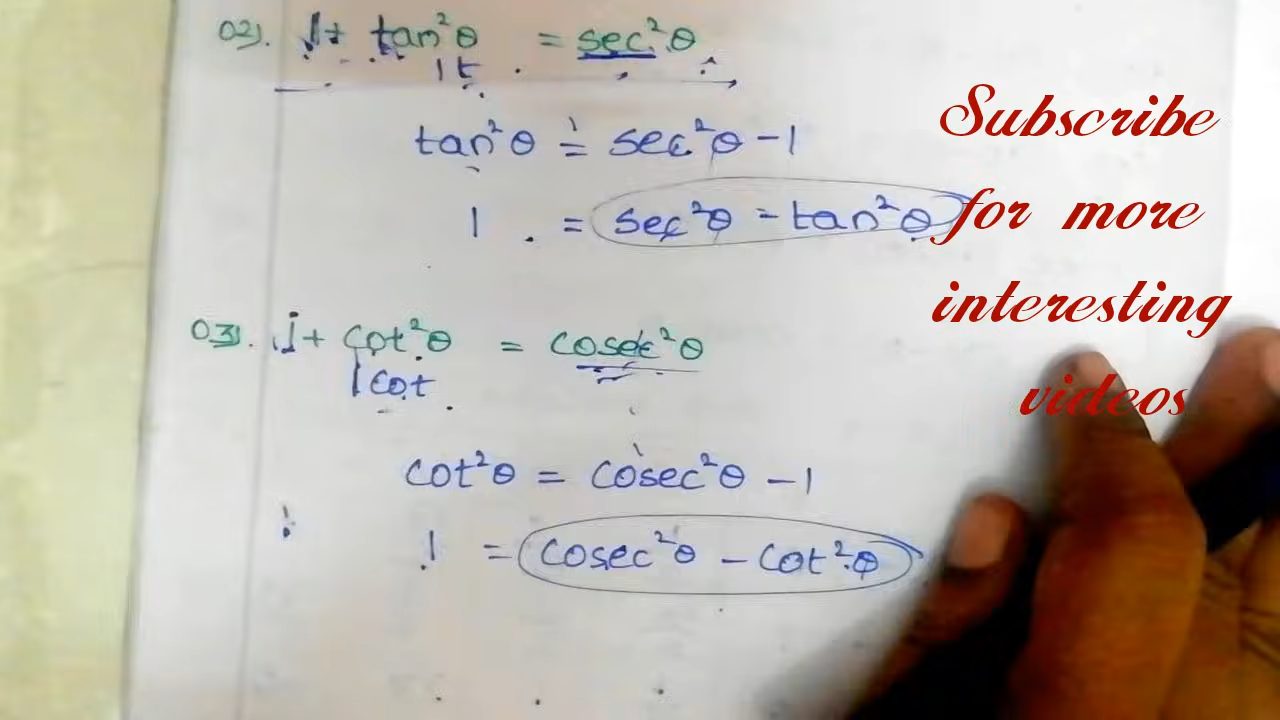 02). 1+ tan²θ = sec²θ
1t
tan²θ = sec²θ -1
1 = sec²θ - tan²θ
03). 1+ cot²θ = cosec²θ
1cot
cot²θ = cosec²θ -1
1 = cosec²θ - cot²θ
Subscribe
for more
interesting
videos